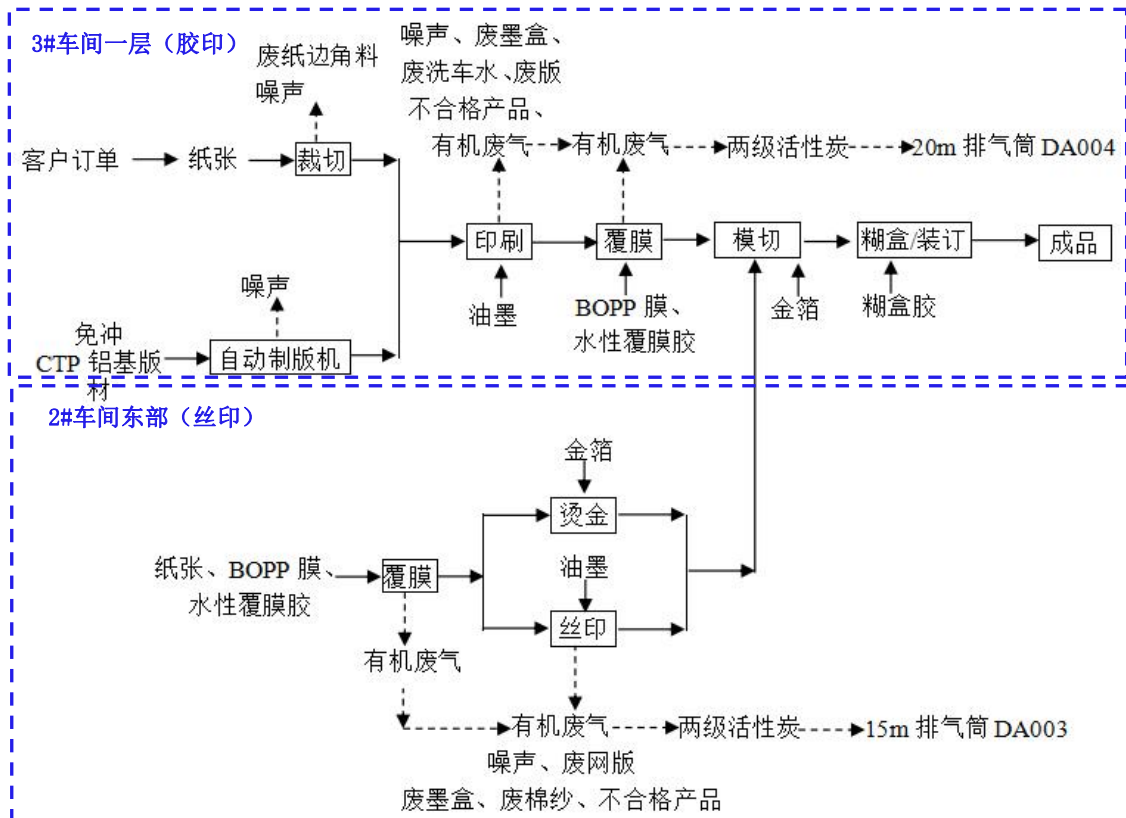 3#车间一层（胶印）
废纸边角料
噪声
噪声、废墨盒、
废洗车水、废版
不合格产品、
有机废气
有机废气
两级活性炭
20m 排气筒 DA004
客户订单
纸张
裁切
印刷
覆膜
模切
糊盒/装订
成品
噪声
油墨
BOPP 膜、
水性覆膜胶
金箔
糊盒胶
免冲
CTP 铝基版
材
自动制版机
2#车间东部（丝印）
金箔
烫金
纸张、BOPP 膜、
水性覆膜胶
覆膜
油墨
丝印
有机废气
有机废气
两级活性炭
15m 排气筒 DA003
噪声、废网版
废墨盒、废棉纱、不合格产品